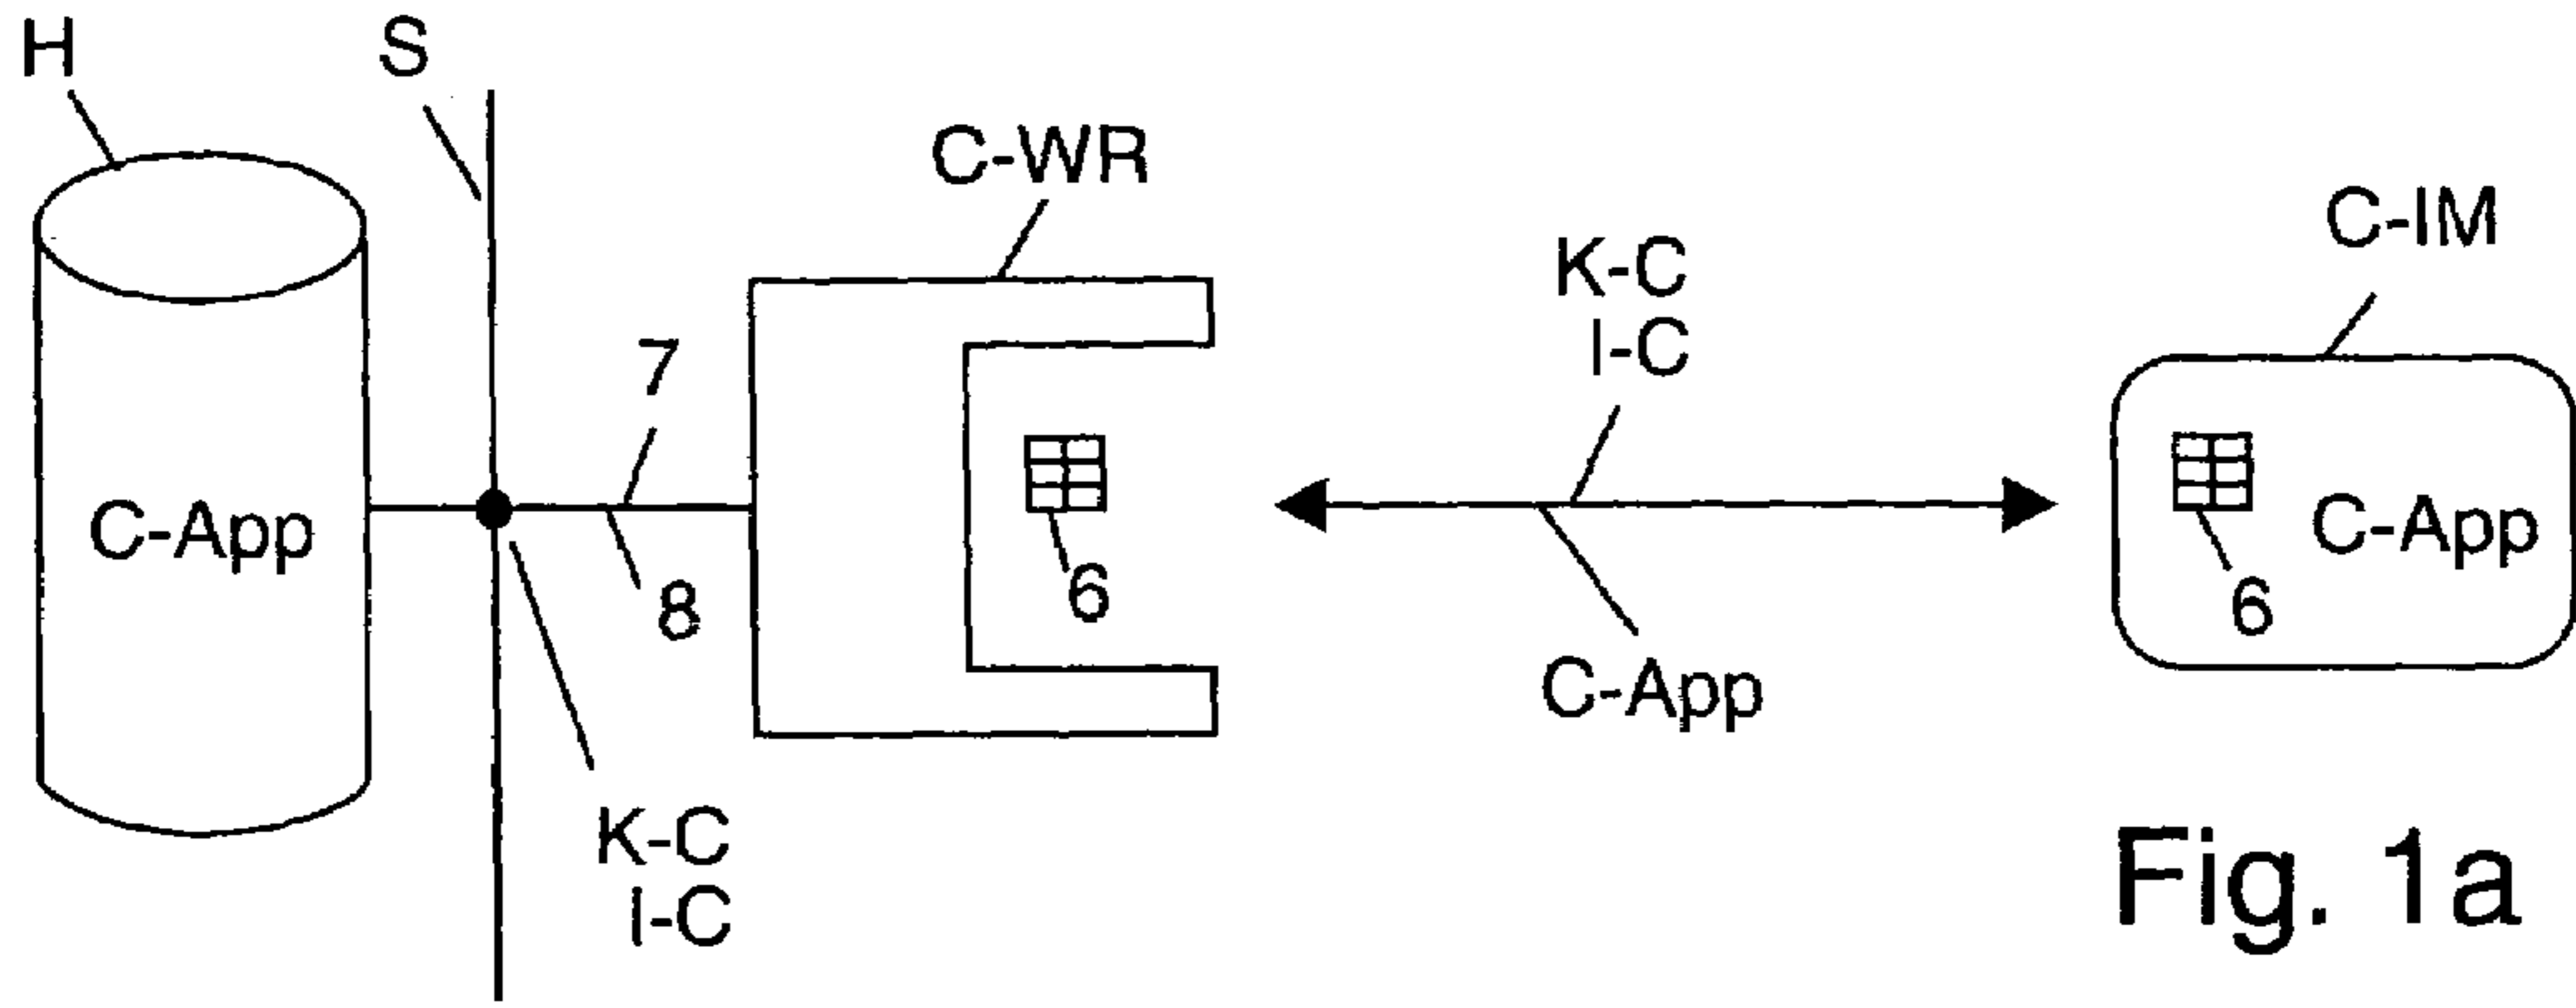 H
S
C-WR
C-IM
K-C
I-C
7
C-App
8
6
C-App
C-App
6
K-C
I-C
Fig. 1a